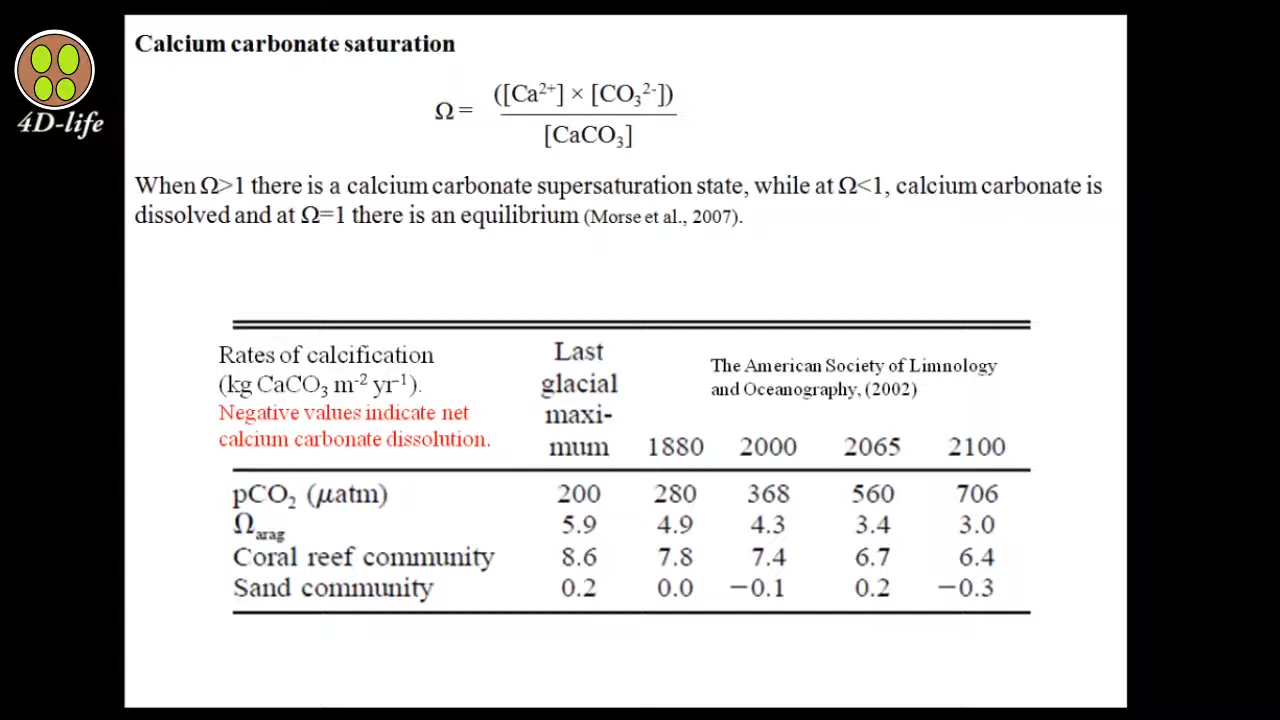 4D-life
Calcium carbonate saturation
Ω = ([Ca²⁺] × [CO₃²⁻])
[CaCO₃]
When Ω>1 there is a calcium carbonate supersaturation state, while at Ω<1, calcium carbonate is
dissolved and at Ω=1 there is an equilibrium (Morse et al., 2007).
Rates of calcification
(kg CaCO₃ m⁻² yr⁻¹).
Negative values indicate net
calcium carbonate dissolution.
Last
glacial
maxi-
mum 1880 2000 2065 2100
The American Society of Limnology
and Oceanography, (2002)
pCO₂ (μatm) 200 280 368 560 706
Ωarag 5.9 4.9 4.3 3.4 3.0
Coral reef community 8.6 7.8 7.4 6.7 6.4
Sand community 0.2 0.0 −0.1 0.2 −0.3